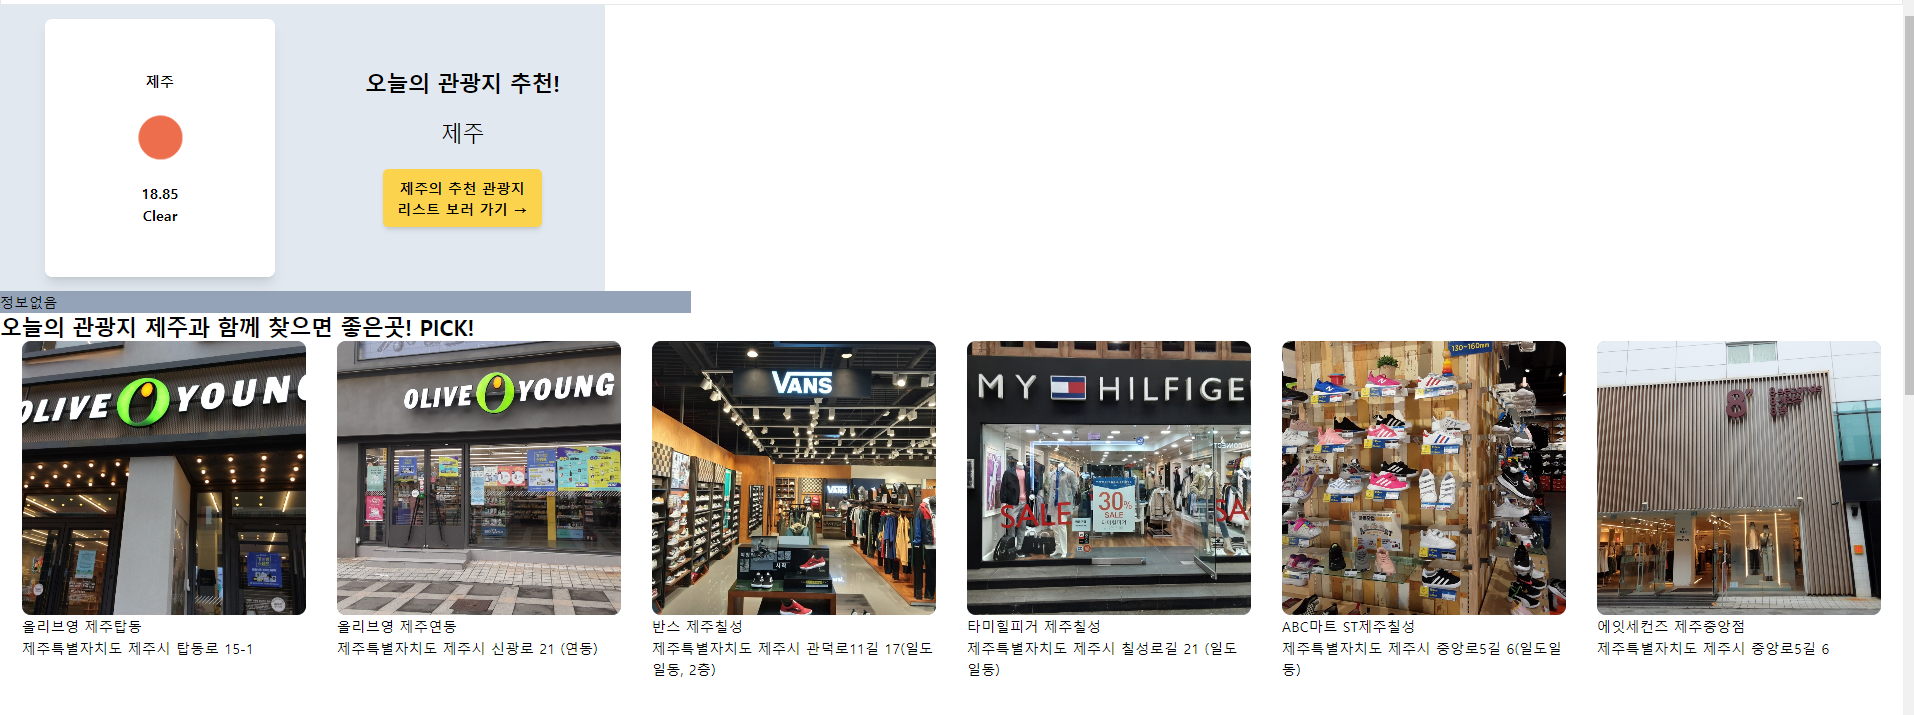 제주
18.85
Clear
오늘의 관광지 추천!
제주
제주의 추천 관광지
리스트 보러 가기 →
정보없음
오늘의 관광지 제주과 함께 찾으면 좋은곳! PICK!
OLIVE YOUNG
OLIVE YOUNG
VANS
VANS
MY HILFIGE
SALE
30%
SALE
SA
130~160mm
8"
올리브영 제주탑동
제주특별자치도 제주시 탑동로 15-1
올리브영 제주연동
제주특별자치도 제주시 신광로 21 (연동)
반스 제주칠성
제주특별자치도 제주시 관덕로11길 17(일도
일동, 2층)
타미힐피거 제주칠성
제주특별자치도 제주시 칠성로길 21 (일도
일동)
ABC마트 ST제주칠성
제주특별자치도 제주시 중앙로5길 6(일도일
동)
에잇세컨즈 제주중앙점
제주특별자치도 제주시 중앙로5길 6